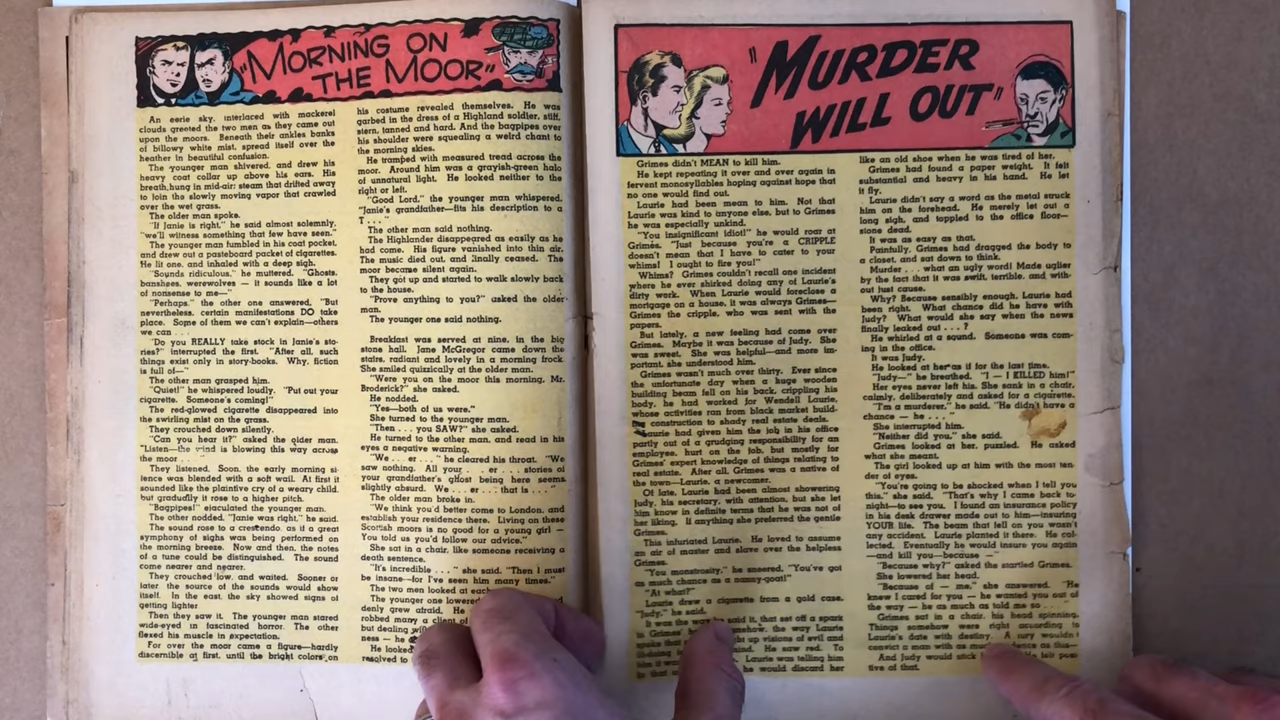 "MORNING ON
THE MOOR"
An eerie sky, interlaced with mackerel
clouds greeted the two men as they came out
upon the moors. Beneath their ankles banks
of billowy white mist, spread itself over the
heather in beautiful confusion.
The younger man shivered, and drew his
heavy coat collar up above his ears. His
breath hung in mid-air; steam that drifted away
to join the slowly moving vapor that crawled
over the wet grass.
The older man spoke.
"If Janie is right," he said almost solemnly,
"we'll witness something that few have seen."
The younger man fumbled in his coat pocket,
and drew out a pasteboard packet of cigarettes.
He lit one, and inhaled with a deep sigh.
"Sounds ridiculous," he muttered. "Ghosts,
banshees, werewolves — it sounds like a lot
of nonsense to me—"
"Perhaps," the other one answered, "But
nevertheless, certain manifestations DO take
place. Some of them we can't explain—others
we can . . .
"Do you REALLY take stock in Janie's sto-
ries?" interrupted the first. "After all, such
things exist only in story-books. Why, fiction
is full of—"
The other man grasped him.
"Quiet!" he whispered loudly. "Put out your
cigarette. Someone's coming!"
The red-glowed cigarette disappeared into
the swirling mist on the grass.
They crouched down silently.
"Can you hear it?" asked the older man.
"Listen—the wind is blowing this way across
the moor . . ."
They listened. Soon, the early morning si-
lence was blended with a soft wail. At first it
sounded like the plaintive cry of a weary child,
but gradually it rose to a higher pitch.
"Bagpipes!" ejaculated the younger man.
The other nodded. "Janie was right," he said.
The sound rose to a crescendo, as if a great
symphony of sighs was being performed on
the morning breeze. Now and then, the notes
of a tune could be distinguished. The sound
came nearer and nearer.
They crouched low, and waited. Sooner or
later, the source of the sounds would show
itself. In the east, the sky showed signs of
getting lighter
Then they saw it. The younger man stared
wide-eyed in fascinated horror. The other
flexed his muscle in expectation.
For over the moor came a figure—hardly
discernible at first, until the bright colors on
his costume revealed themselves. He was
garbed in the dress of a Highland soldier, stiff,
stern, tanned and hard. And the bagpipes over
his shoulder were squealing a weird chant to
the morning skies.
He tramped with measured tread across the
moor. Around him was a grayish-green halo
of unnatural light. He looked neither to the
right or left.
"Good Lord," the younger man whispered.
"Janie's grandfather—fits his description to a
T . . . "
The other man said nothing.
The Highlander disappeared as easily as he
had come. His figure vanished into thin air.
The music died out, and finally ceased. The
moor became silent again.
They got up and started to walk slowly back
to the house.
"Prove anything to you?" asked the older
man.
The younger one said nothing.
Breakfast was served at nine, in the big
stone hall. Jane McGregor came down the
stairs, radiant and lovely in a morning frock.
She smiled quizzically at the older man.
"Were you on the moor this morning, Mr.
Broderick?" she asked.
He nodded.
"Yes—both of us were."
She turned to the younger man.
"Then . . . you SAW?" she asked.
He turned to the other man, and read in his
eyes a negative warning.
"We . . . er . . ." he cleared his throat. "We
saw nothing. All your . . . er . . . stories of
your grandfather's ghost being here seems
slightly absurd. We . . . er . . . that is . . ."
The older man broke in.
"We think you'd better come to London, and
establish your residence there. Living on these
Scottish moors is no good for a young girl —
You told us you'd follow our advice."
She sat in a chair, like someone receiving a
death sentence.
"It's incredible . . ." she said. "Then I must
be insane—for I've seen him many times."
The two men looked at each
The younger one lowered
denly grew afraid. He
robbed many a client of
but dealing
ness — he
He looked
resolved to
"MURDER
WILL OUT"
Grimes didn't MEAN to kill him.
He kept repeating it over and over again in
fervent monosyllables hoping against hope that
no one would find out.
Laurie had been mean to him. Not that
Laurie was kind to anyone else, but to Grimes
he was especially unkind.
"You insignificant idiot!" he would roar at
Grimes. "Just because you're a CRIPPLE
doesn't mean that I have to cater to your
whims! I ought to fire you!"
Whims? Grimes couldn't recall one incident
where he ever shirked doing any of Laurie's
dirty work. When Laurie would foreclose a
mortgage on a house, it was always Grimes—
Grimes the cripple, who was sent with the
papers.
But lately, a new feeling had come over
Grimes. Maybe it was because of Judy. She
was sweet. She was helpful—and more im-
portant, she understood him.
Grimes wasn't much over thirty. Ever since
the unfortunate day when a huge wooden
building beam fell on his back, crippling his
body, he had worked for Wendell Laurie,
whose activities ran from black market build-
ing construction to shady real estate deals.
Laurie had given him the job in his office
partly out of a grudging responsibility for an
employee, hurt on the job, but mostly for
Grimes' expert knowledge of things relating to
real estate. After all, Grimes was a native of
the town—Laurie, a newcomer.
Of late, Laurie had been almost showering
Judy, his secretary, with attention, but she let
him know in definite terms that he was not of
her liking. If anything she preferred the gentle
Grimes.
This infuriated Laurie. He loved to assume
an air of master and slave over the helpless
Grimes.
"You monstrosity," he sneered. "You've got
as much chance as a nanny-goat!"
"At what?"
Laurie drew a cigarette from a gold case.
"Judy," he said.
It was the way he said it, that set off a spark
in Grimes' the way Laurie
spoke up visions of evil and
He saw red. To
him it was Laurie was telling him
he would discard her
like an old shoe when he was tired of her.
Grimes had found a paper weight. It felt
substantial and heavy in his hand. He let
it fly.
Laurie didn't say a word as the metal struck
him on the forehead. He merely let out a
long sigh, and toppled to the office floor—
stone dead.
It was as easy as that.
Painfully, Grimes had dragged the body to
a closet, and sat down to think.
Murder . . . what an ugly word! Made uglier
by the fact that it was swift, terrible, and with-
out just cause.
Why? Because sensibly enough, Laurie had
been right. What chance did he have with
Judy? What would she say when the news
finally leaked out . . . ?
He whirled at a sound. Someone was com-
ing in the office.
It was Judy.
He looked at her as if for the last time.
"Judy—" he breathed. "I — I KILLED him!"
Her eyes never left his. She sank in a chair,
calmly, deliberately and asked for a cigarette.
"I'm a murderer," he said. "He didn't have a
chance — he . . ."
She interrupted him.
"Neither did you," she said.
Grimes looked at her, puzzled. He asked
what she meant.
The girl looked up at him with the most ten-
der of eyes.
"You're going to be shocked when I tell you
this," she said. "That's why I came back to-
night—to see you. I found an insurance policy
in his desk drawer made out to him—insuring
YOUR life. The beam that fell on you wasn't
any accident. Laurie planted it there. He col-
lected. Eventually he would insure you again
—and kill you—because —"
"Because why?" asked the startled Grimes.
She lowered her head.
"Because of — me," she answered. "He
knew I cared for you — he wanted you out of
the way — he as much told me so . . .
Grimes sat in a chair, his head spinning.
Things somehow were right according to
Laurie's date with destiny. A jury wouldn't
convict a man with as much evidence as this—
And Judy would stick He felt posi-
tive of that.